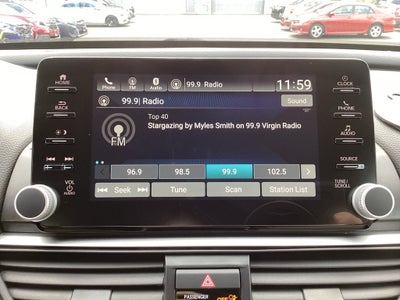 HOME
BACK
VOL
AUDIO
Phone FM Audio 99.9 Radio 11:59
99.9| Radio Sound
FM
Top 40
Stargazing by Myles Smith on 99.9 Virgin Radio
96.9 98.5 99.9 102.5
Seek Tune Scan Station List
CLOCK
PHONE
AUDIO
SOURCE
TUNE/
SCROLL
PASSENGER
OFF